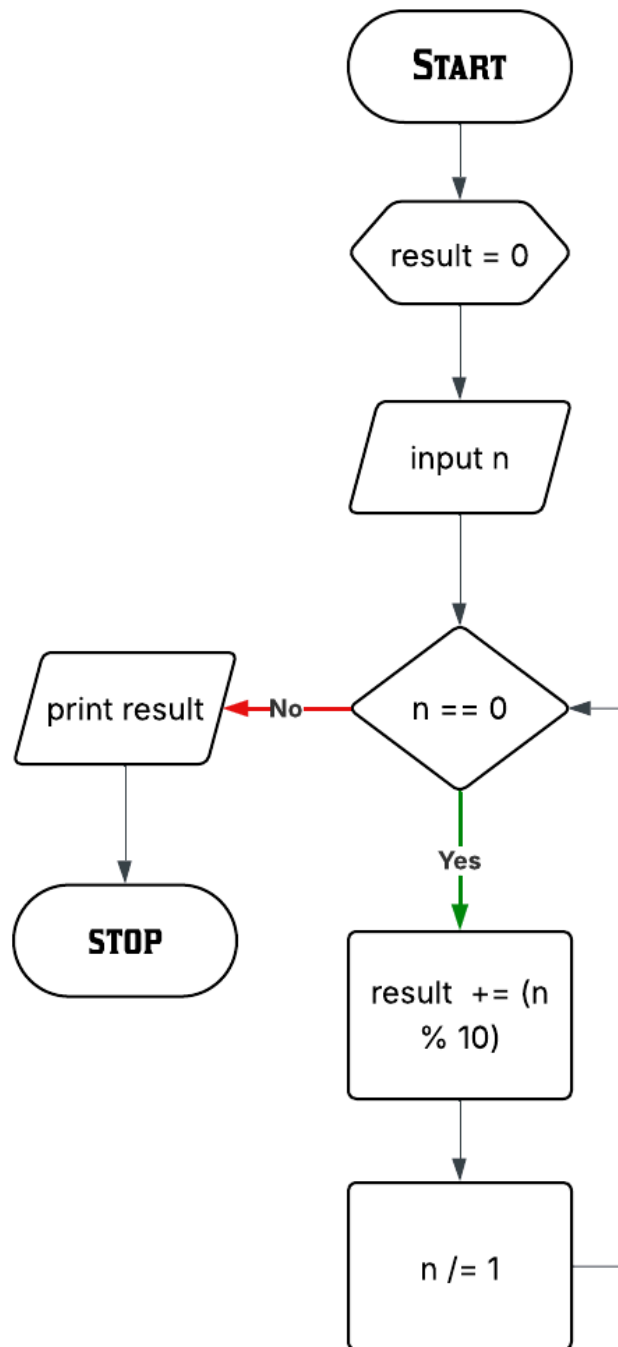 START
result = 0
input n
n == 0
No
print result
STOP
Yes
result += (n
% 10)
n /= 1